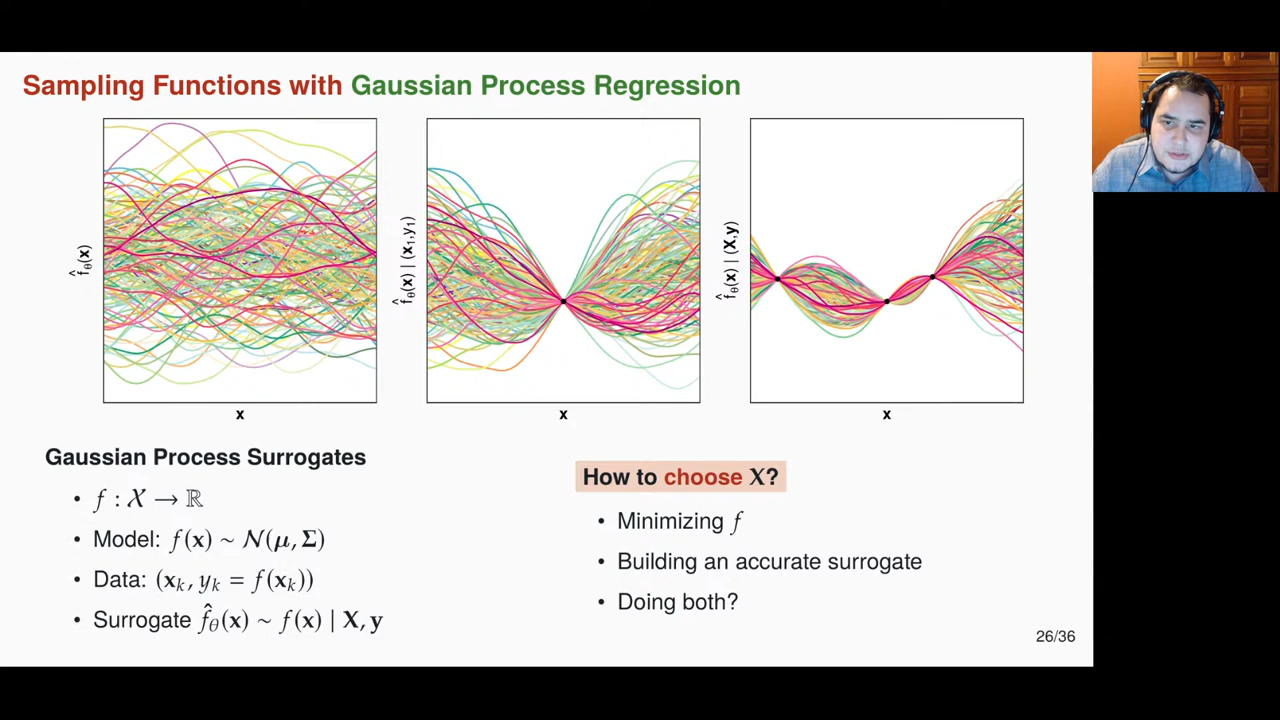 Sampling Functions with Gaussian Process Regression
f̂θ(x)
x
f̂θ(x) | (x₁,y₁)
x
f̂θ(x) | (X,y)
x
Gaussian Process Surrogates
• f : 𝒳 → ℝ
• Model: f(x) ~ 𝒩(μ, Σ)
• Data: (xₖ, yₖ = f(xₖ))
• Surrogate f̂θ(x) ~ f(x) | X, y
How to choose X?
• Minimizing f
• Building an accurate surrogate
• Doing both?
26/36